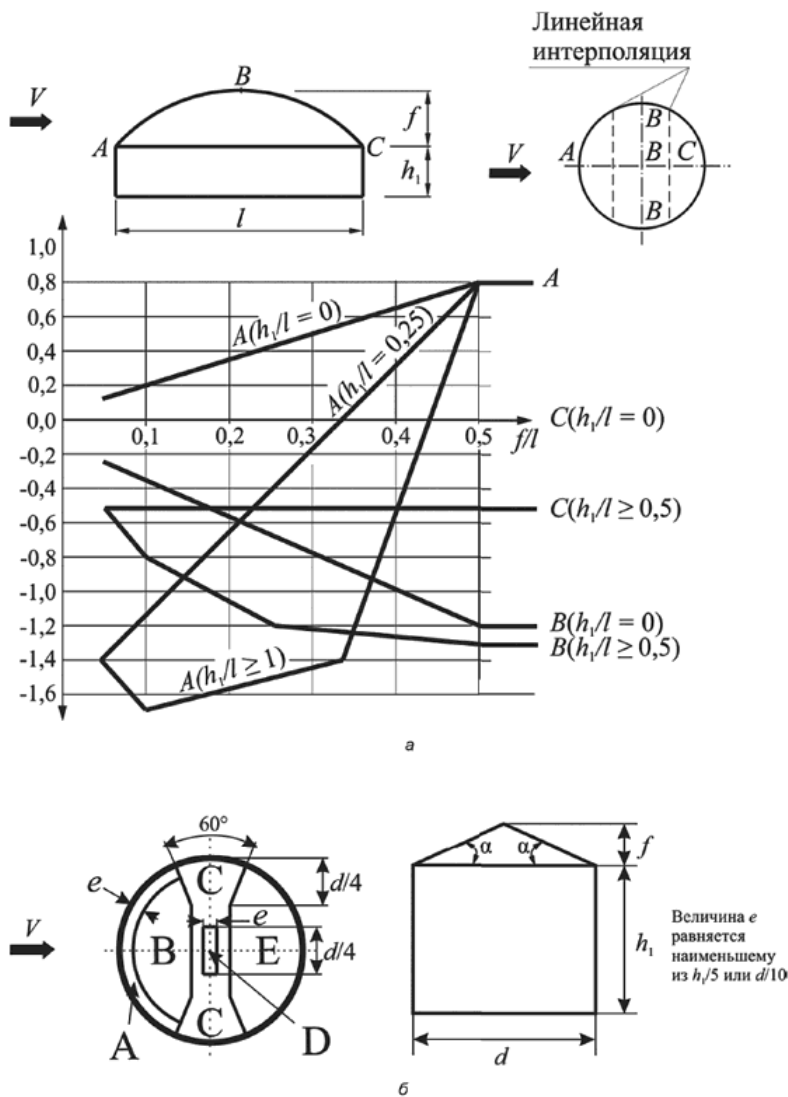 Линейная
интерполяция
V
B
f
A
C
h₁
l
V
A
B
B
C
B
1,0
0,8
0,6
0,4
0,2
0,0
-0,2
-0,4
-0,6
-0,8
-1,0
-1,2
-1,4
-1,6
0,1
0,2
0,3
0,4
0,5
f/l
A(h₁/l = 0)
A(h₁/l = 0,25)
A(h₁/l ≥ 1)
A
C(h₁/l = 0)
C(h₁/l ≥ 0,5)
B(h₁/l = 0)
B(h₁/l ≥ 0,5)
а
60°
V
e
C
d/4
e
B
E
d/4
C
A
D
α
α
f
h₁
d
Величина e
равняется
наименьшему
из h₁/5 или d/10
б